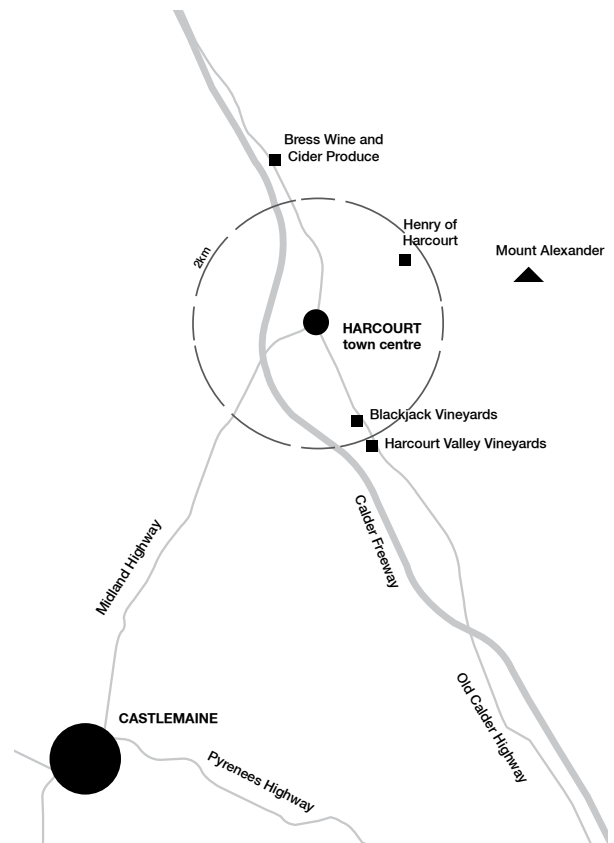 Bress Wine and
Cider Produce
Henry of
Harcourt
Mount Alexander
2km
HARCOURT
town centre
Blackjack Vineyards
Harcourt Valley Vineyards
Calder Freeway
Midland Highway
Old Calder Highway
CASTLEMAINE
Pyrenees Highway